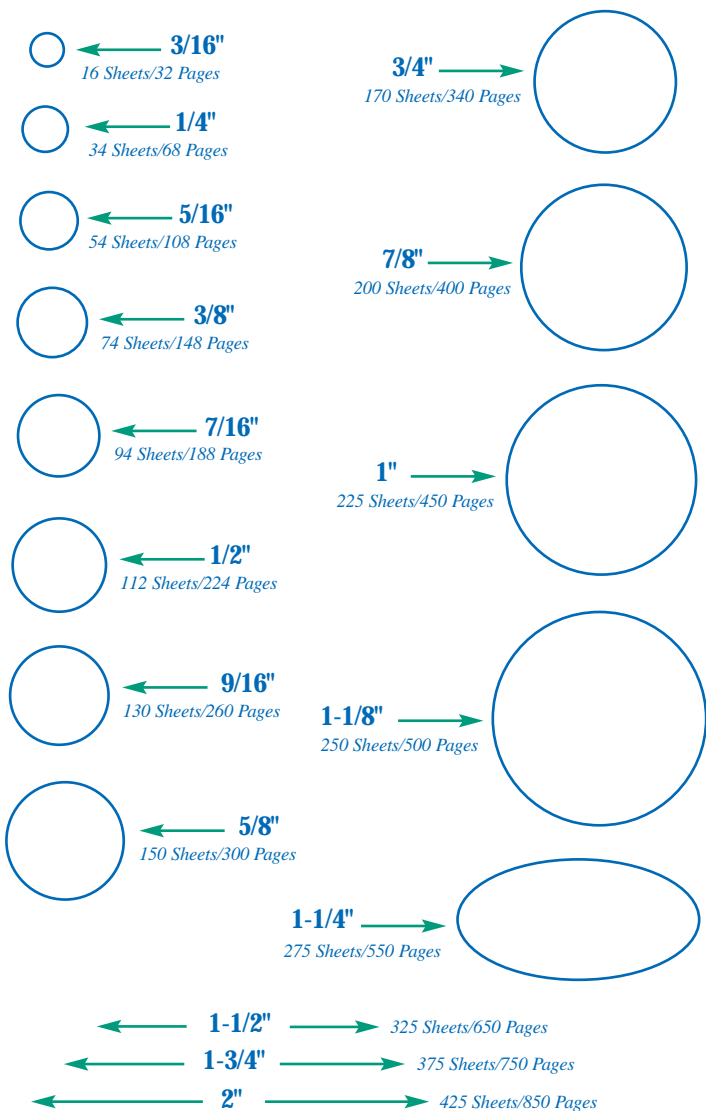 3/16"
16 Sheets/32 Pages
1/4"
34 Sheets/68 Pages
5/16"
54 Sheets/108 Pages
3/8"
74 Sheets/148 Pages
7/16"
94 Sheets/188 Pages
1/2"
112 Sheets/224 Pages
9/16"
130 Sheets/260 Pages
5/8"
150 Sheets/300 Pages
3/4"
170 Sheets/340 Pages
7/8"
200 Sheets/400 Pages
1"
225 Sheets/450 Pages
1-1/8"
250 Sheets/500 Pages
1-1/4"
275 Sheets/550 Pages
1-1/2" 325 Sheets/650 Pages
1-3/4" 375 Sheets/750 Pages
2" 425 Sheets/850 Pages